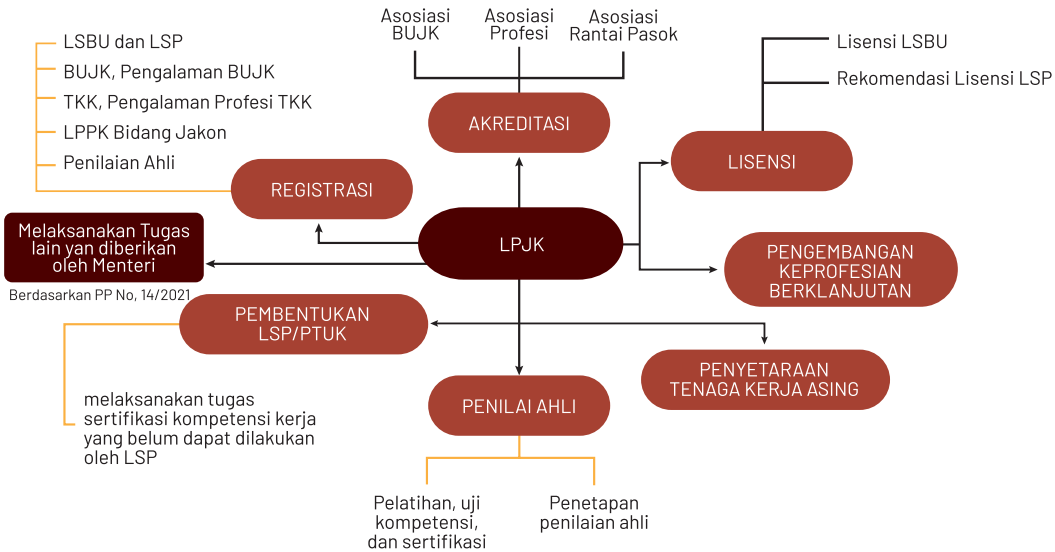 Asosiasi
BUJK
Asosiasi
Profesi
Asosiasi
Rantai Pasok
AKREDITASI
LSBU dan LSP
BUJK, Pengalaman BUJK
TKK, Pengalaman Profesi TKK
LPPK Bidang Jakon
Penilaian Ahli
REGISTRASI
Lisensi LSBU
Rekomendasi Lisensi LSP
LISENSI
LPJK
Melaksanakan Tugas
lain yan diberikan
oleh Menteri
Berdasarkan PP No, 14/2021
PENGEMBANGAN
KEPROFESIAN
BERKLANJUTAN
PEMBENTUKAN
LSP/PTUK
melaksanakan tugas
sertifikasi kompetensi kerja
yang belum dapat dilakukan
oleh LSP
PENYETARAAN
TENAGA KERJA ASING
PENILAI AHLI
Pelatihan, uji
kompetensi,
dan sertifikasi
Penetapan
penilaian ahli